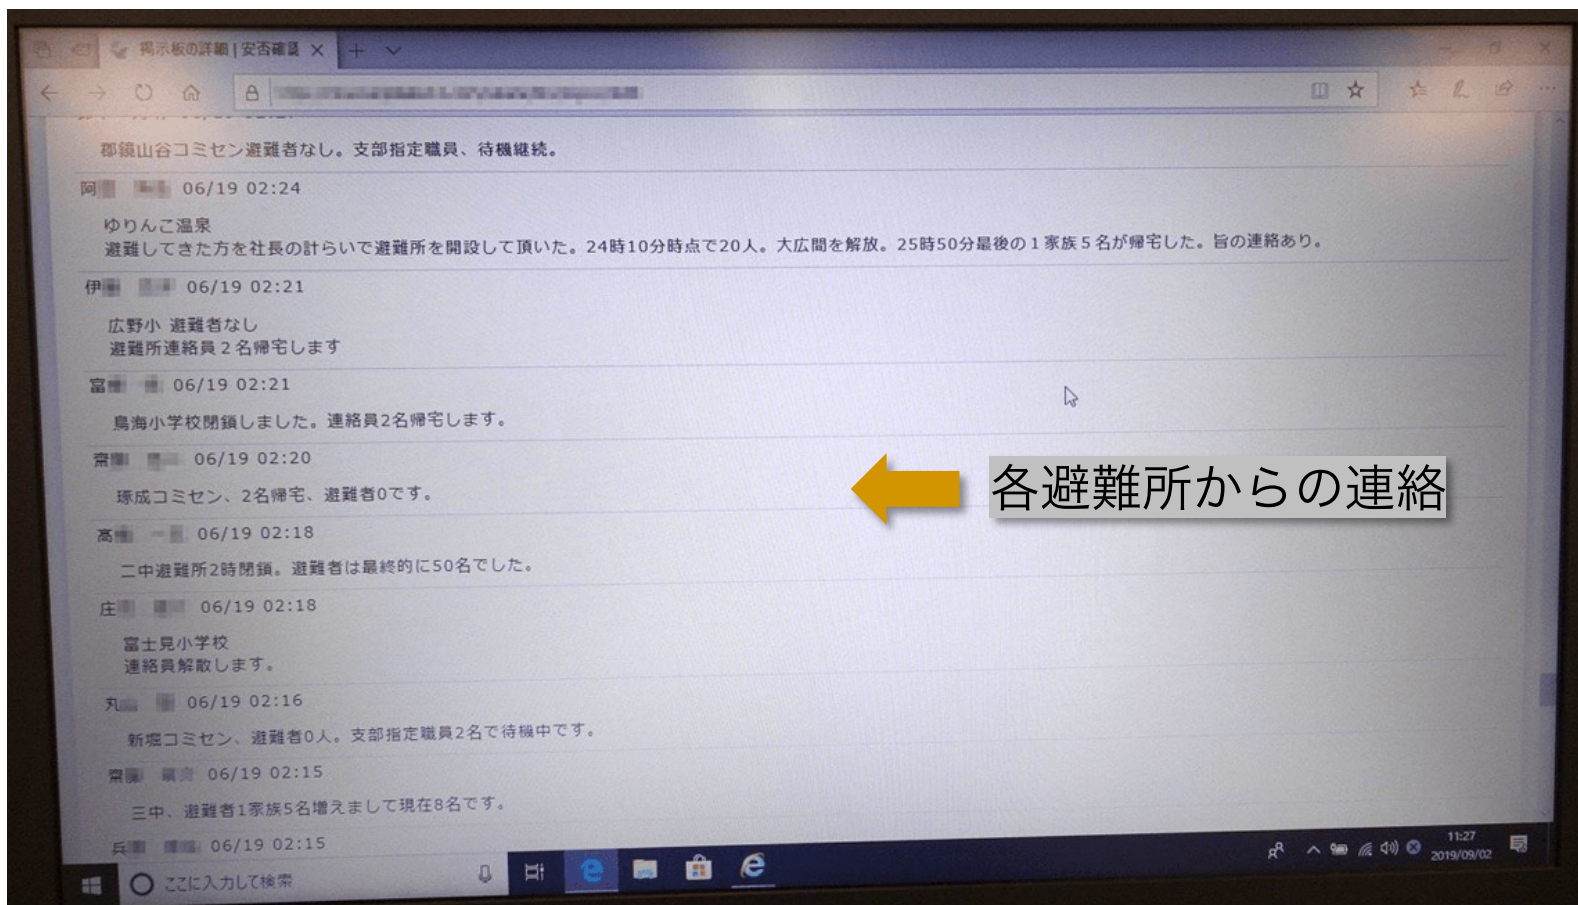 掲示板の詳細 | 安否確認
郡鏡山谷コミセン避難者なし。支部指定職員、待機継続。
阿 06/19 02:24
ゆりんこ温泉
避難してきた方を社長の計らいで避難所を開設して頂いた。24時10分時点で20人。大広間を解放。25時50分最後の1家族5名が帰宅した。旨の連絡あり。
伊 06/19 02:21
広野小 避難者なし
避難所連絡員2名帰宅します
富 06/19 02:21
鳥海小学校閉鎖しました。連絡員2名帰宅します。
齋 06/19 02:20
琢成コミセン、2名帰宅、避難者0です。
各避難所からの連絡
高 06/19 02:18
二中避難所2時閉鎖。避難者は最終的に50名でした。
庄 06/19 02:18
富士見小学校
連絡員解散します。
丸 06/19 02:16
新堀コミセン、避難者0人。支部指定職員2名で待機中です。
齋 06/19 02:15
三中、避難者1家族5名増えまして現在8名です。
兵 06/19 02:15
ここに入力して検索
11:27
2019/09/02